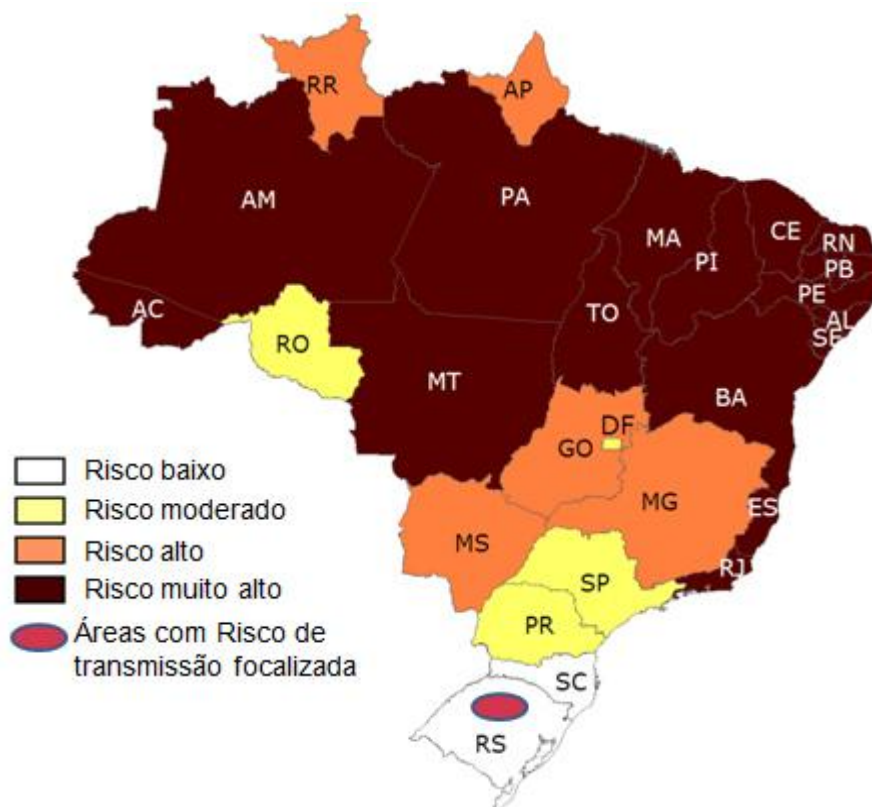 RR
AP
AM
PA
MA
CE
RN
PI
PB
PE
AC
TO
AL
SE
RO
MT
BA
DF
GO
MG
ES
MS
RJ
SP
PR
SC
RS
Risco baixo
Risco moderado
Risco alto
Risco muito alto
Áreas com Risco de
transmissão focalizada